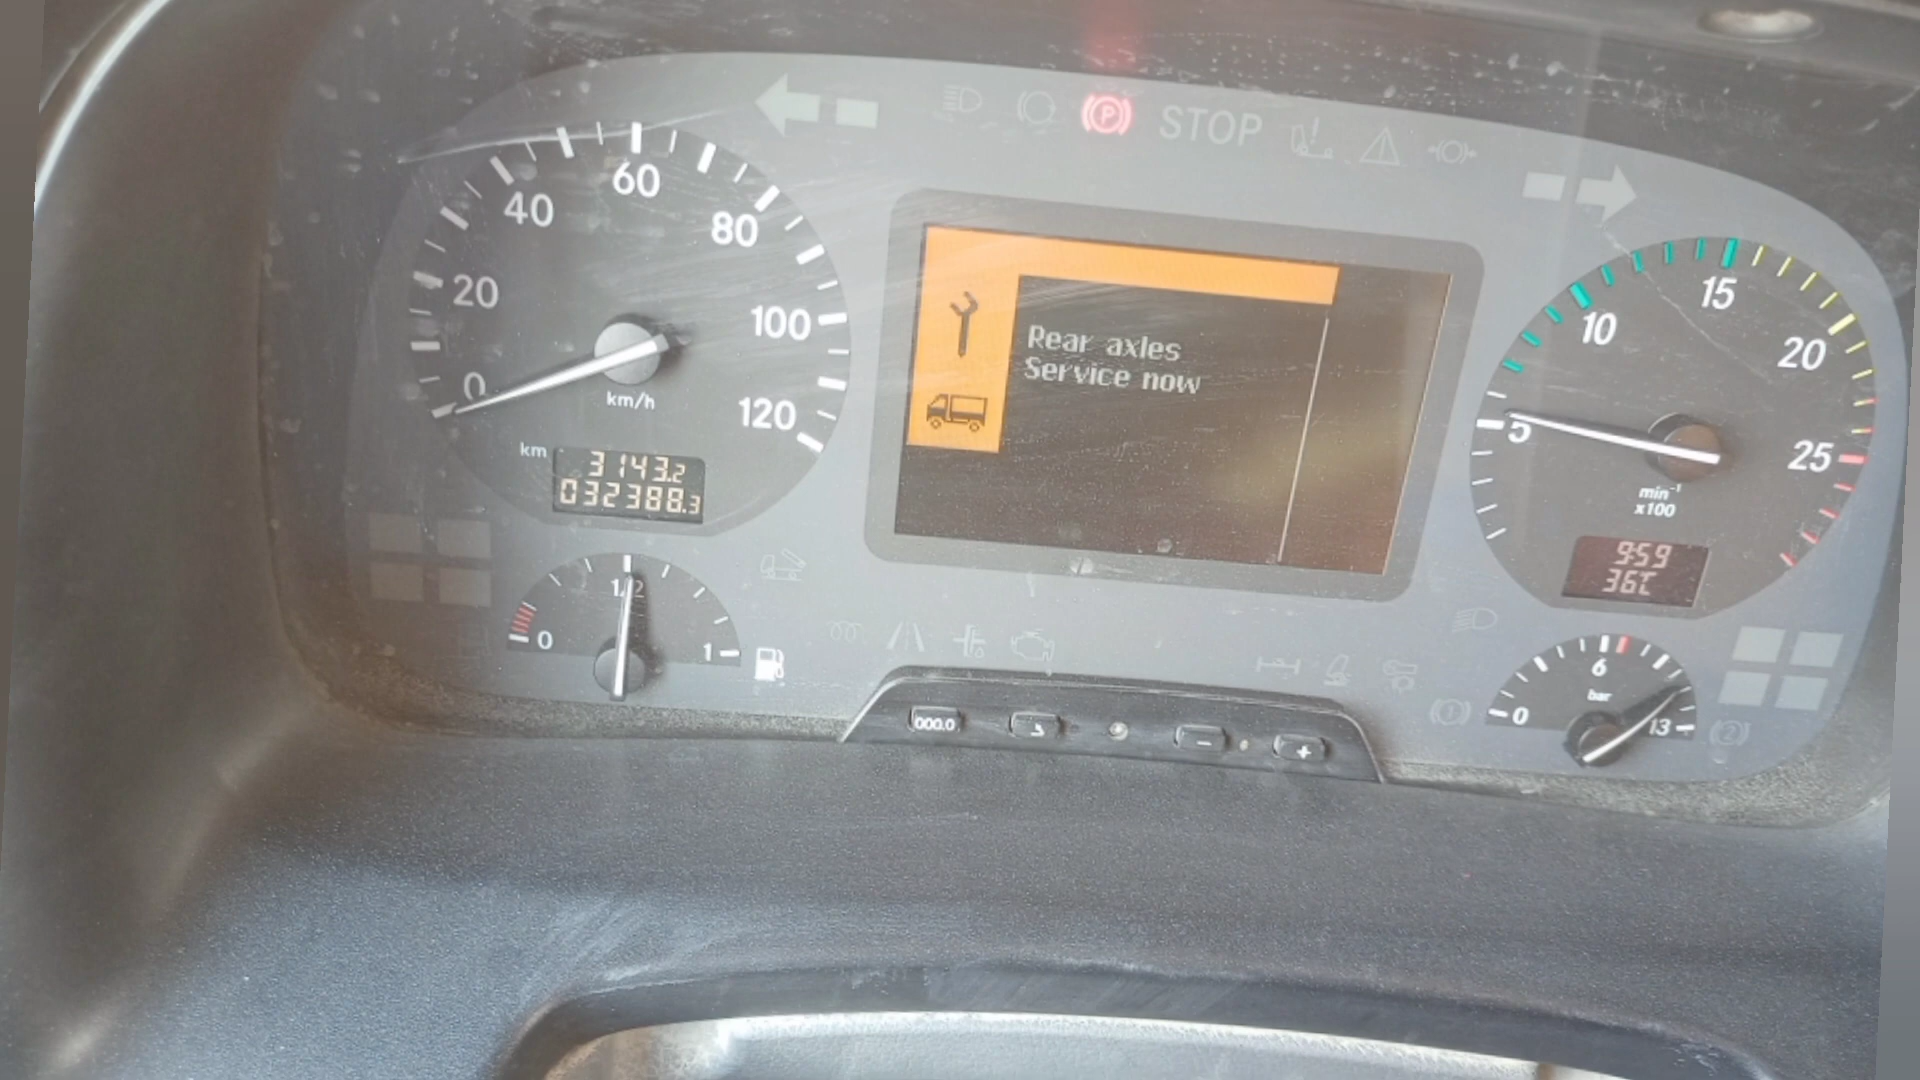 STOP
0
20
40
60
80
100
120
km/h
km
3143.2
032388.3
Rear axles
Service now
5
10
15
20
25
min⁻¹
x100
9:59
36°C
0
1/2
1
000.0
−
+
0
6
bar
13